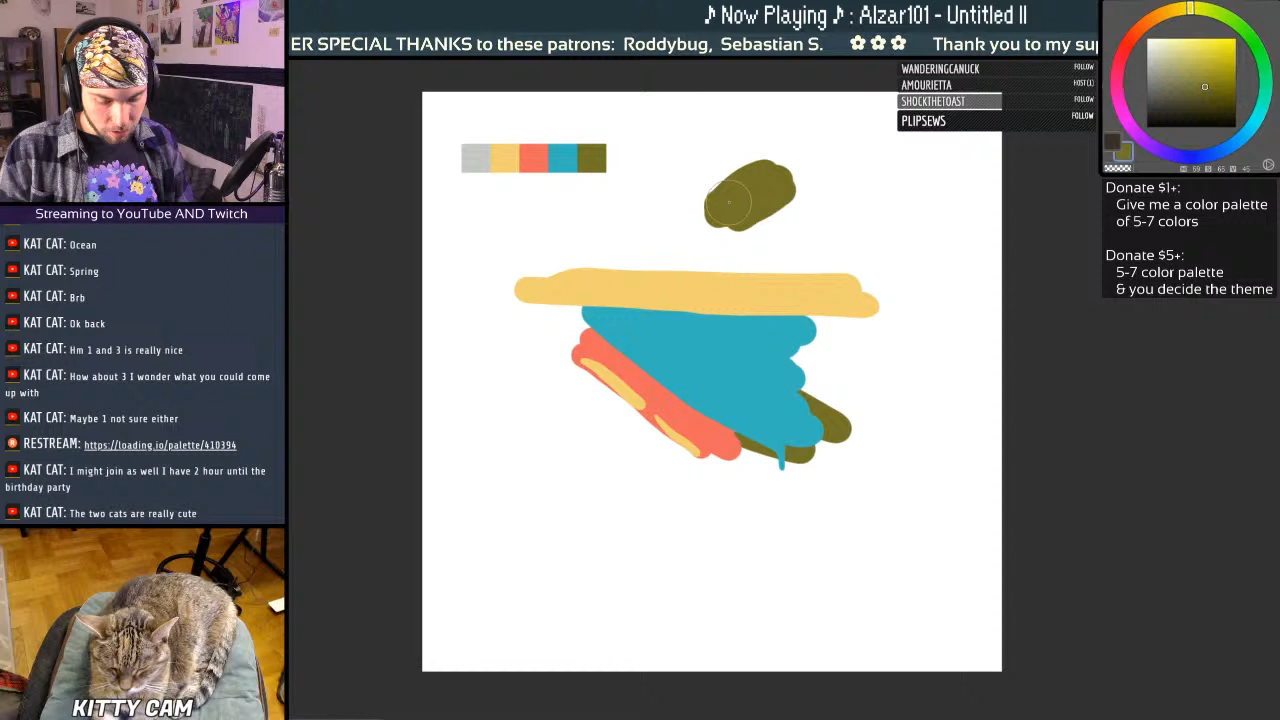 ♪ Now Playing ♪ : Alzar101 - Untitled II
ER SPECIAL THANKS to these patrons: Roddybug, Sebastian S. Thank you to my sup
WANDERINGCANUCK FOLLOW
AMOURIETTA HOST(1)
SHOCKTHETOAST FOLLOW
PLIPSEWS FOLLOW
H 59 S 65 V 45
Donate $1+:
Give me a color palette
of 5-7 colors
Donate $5+:
5-7 color palette
& you decide the theme
Streaming to YouTube AND Twitch
KAT CAT: Ocean
KAT CAT: Spring
KAT CAT: Brb
KAT CAT: Ok back
KAT CAT: Hm 1 and 3 is really nice
KAT CAT: How about 3 I wonder what you could come
up with
KAT CAT: Maybe 1 not sure either
RESTREAM: https://loading.io/palette/410394
KAT CAT: I might join as well I have 2 hour until the
birthday party
KAT CAT: The two cats are really cute
KITTY CAM